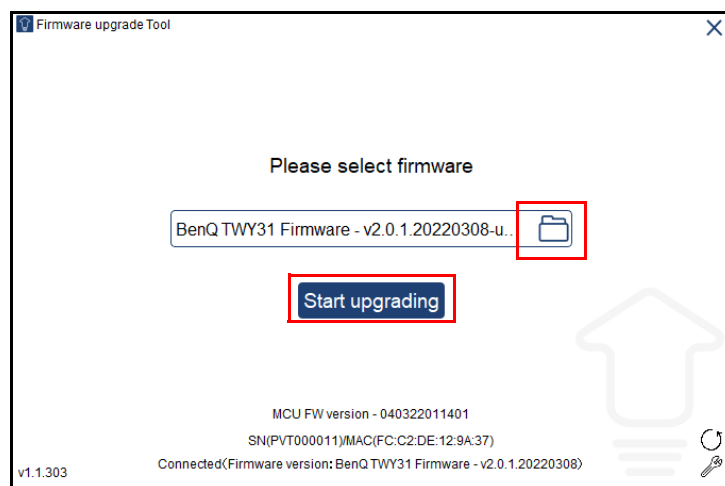 Firmware upgrade Tool
Please select firmware
BenQ TWY31 Firmware - v2.0.1.20220308-u..
Start upgrading
MCU FW version - 040322011401
SN(PVT000011)/MAC(FC:C2:DE:12:9A:37)
Connected(Firmware version: BenQ TWY31 Firmware - v2.0.1.20220308)
v1.1.303